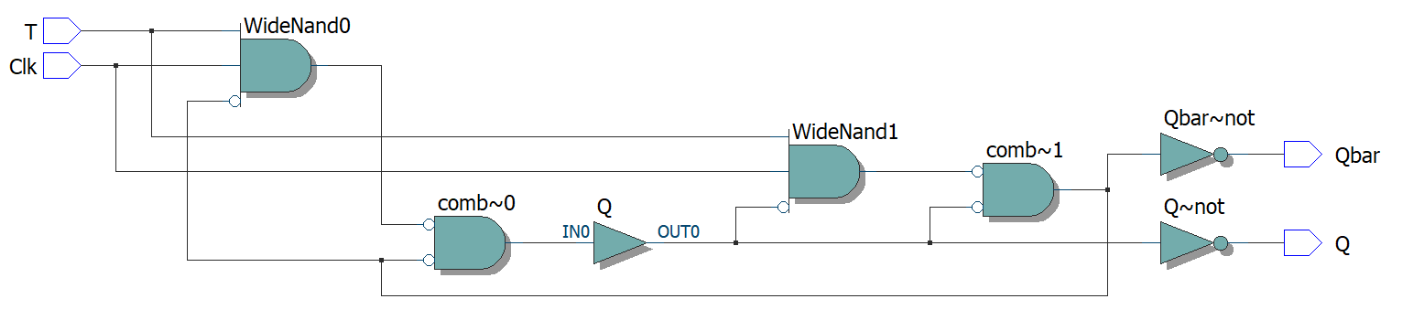 T
WideNand0
Clk
WideNand1
Qbar~not
comb~1
Qbar
comb~0
Q
Q~not
IN0
OUT0
Q